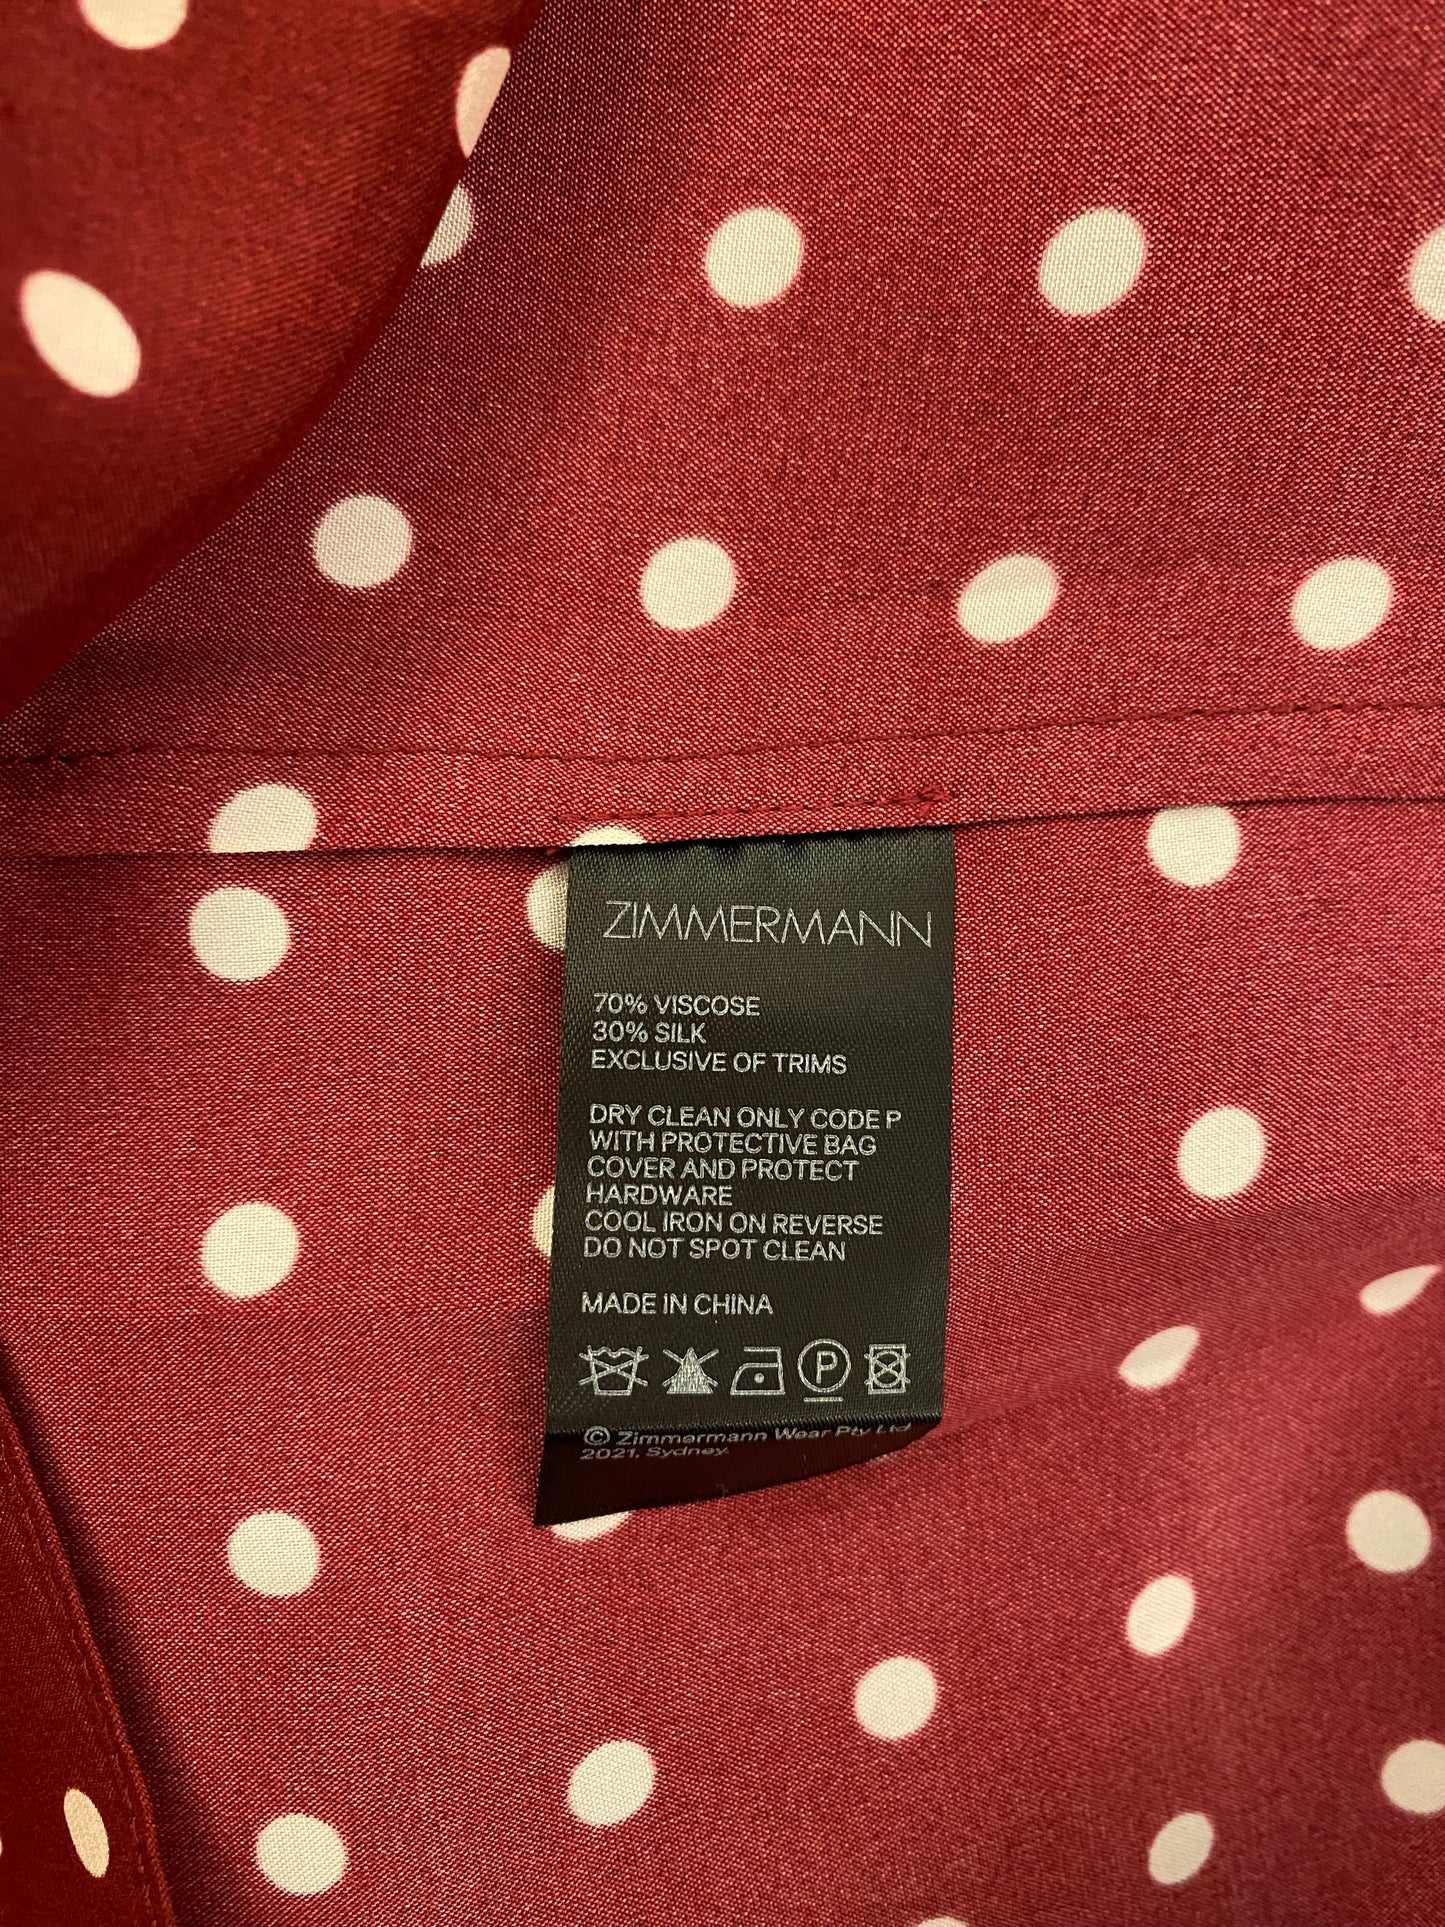 ZIMMERMANN
70% VISCOSE
30% SILK
EXCLUSIVE OF TRIMS
DRY CLEAN ONLY CODE P
WITH PROTECTIVE BAG
COVER AND PROTECT
HARDWARE
COOL IRON ON REVERSE
DO NOT SPOT CLEAN
MADE IN CHINA
P
© Zimmermann Wear Pty Ltd
2021. Sydney.